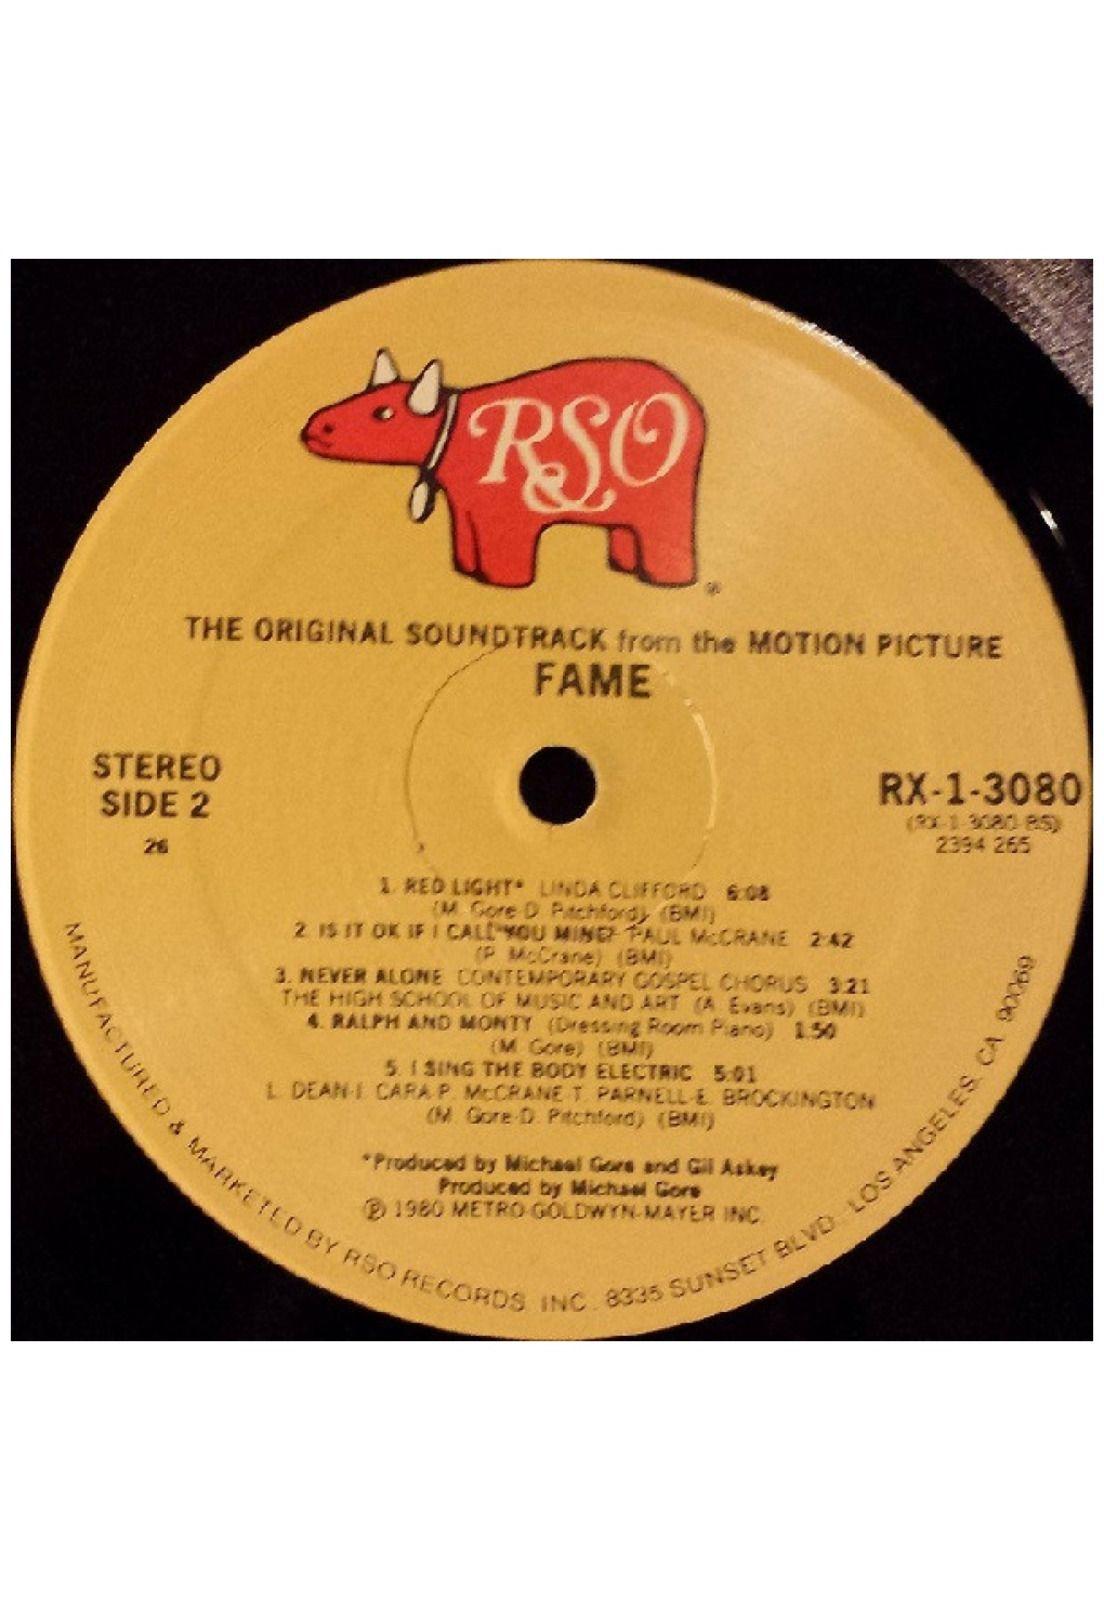 RSO
®
THE ORIGINAL SOUNDTRACK from the MOTION PICTURE
FAME
STEREO
SIDE 2
26
RX-1-3080
(RX-1-3080 BS)
2394 265
1. RED LIGHT* LINDA CLIFFORD 6:08
(M. Gore-D. Pitchford) (BMI)
2. IS IT OK IF I CALL YOU MINE? PAUL McCRANE 2:42
(P. McCrane) (BMI)
3. NEVER ALONE CONTEMPORARY GOSPEL CHORUS 3:21
THE HIGH SCHOOL OF MUSIC AND ART (A. Evans) (BMI)
4. RALPH AND MONTY (Dressing Room Piano) 1:50
(M. Gore) (BMI)
5. I SING THE BODY ELECTRIC 5:01
L. DEAN-I. CARA-P. McCRANE-T. PARNELL-E. BROCKINGTON
(M. Gore-D. Pitchford) (BMI)
*Produced by Michael Gore and Gil Askey
Produced by Michael Gore
℗ 1980 METRO-GOLDWYN-MAYER INC.
MANUFACTURED & MARKETED BY RSO RECORDS, INC. 8335 SUNSET BLVD., LOS ANGELES, CA 90069